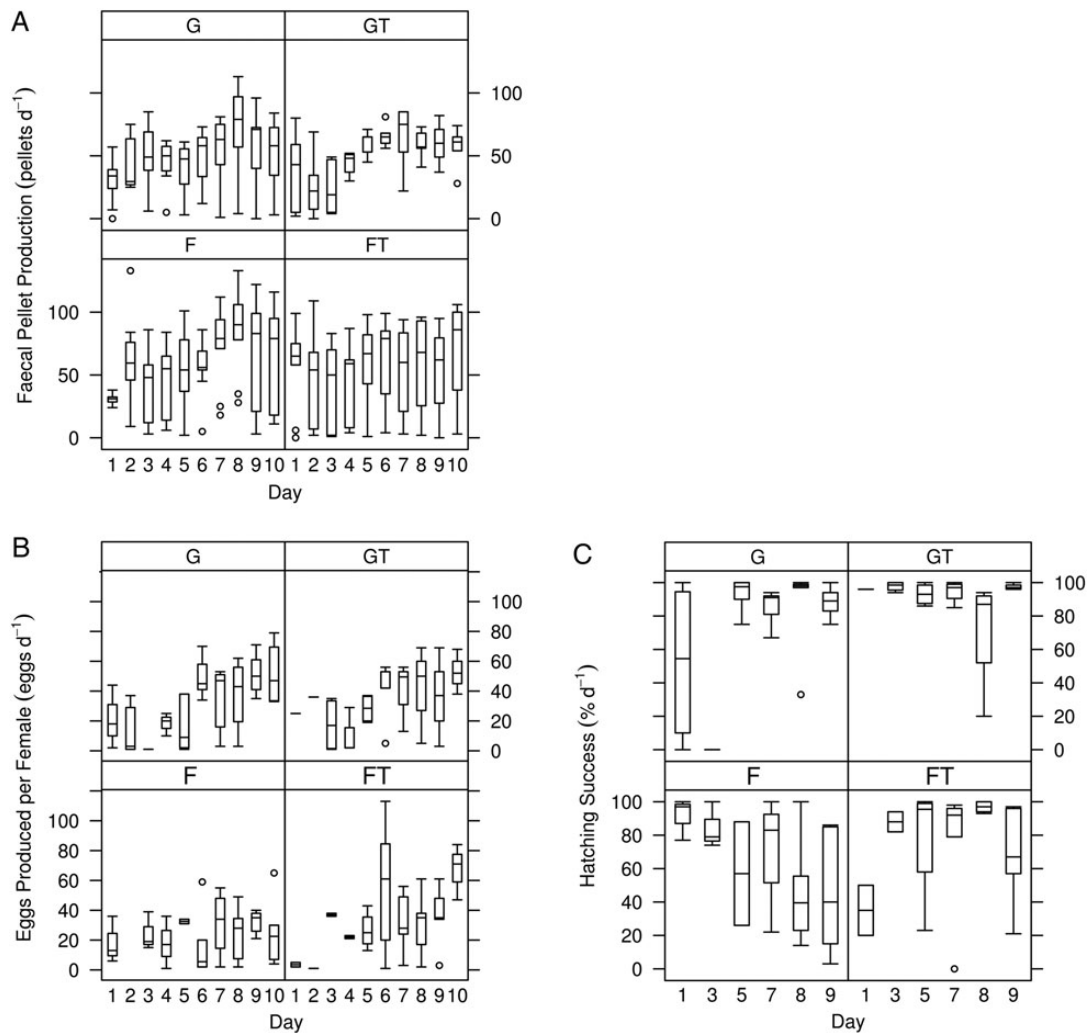 A
G GT
Faecal Pellet Production (pellets d⁻¹)
100
50
0
F FT
100
50
0
1 2 3 4 5 6 7 8 9 10 1 2 3 4 5 6 7 8 9 10
Day
B
G GT
Eggs Produced per Female (eggs d⁻¹)
100
80
60
40
20
0
F FT
100
80
60
40
20
0
1 2 3 4 5 6 7 8 9 10 1 2 3 4 5 6 7 8 9 10
Day
C
G GT
Hatching Success (% d⁻¹)
100
80
60
40
20
0
F FT
100
80
60
40
20
0
1 3 5 7 8 9 1 3 5 7 8 9
Day